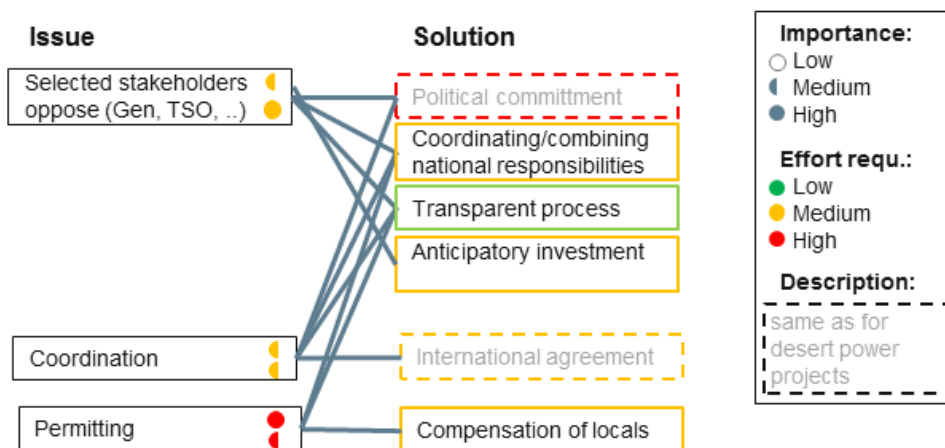 Issue
Solution
Selected stakeholders
oppose (Gen, TSO, ..)
Political committment
Coordinating/combining
national responsibilities
Transparent process
Anticipatory investment
Coordination
International agreement
Permitting
Compensation of locals
Importance:
Low
Medium
High
Effort requ.:
Low
Medium
High
Description:
same as for
desert power
projects